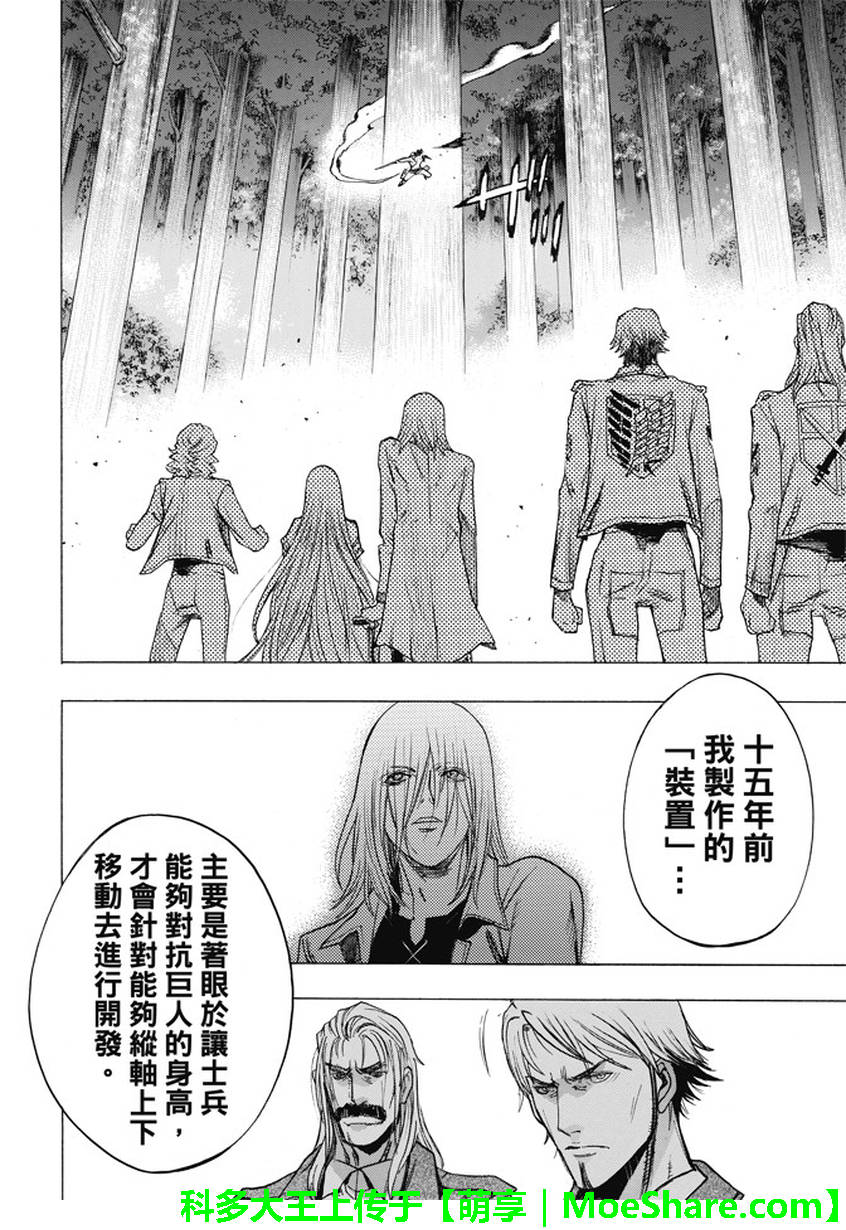 十五年前
我製作的
「裝置」…
主要是著眼於讓士兵
能夠對抗巨人的身高，
才會針對能夠縱軸上下
移動去進行開發。
科多大王上传于【萌享｜MoeShare.com】